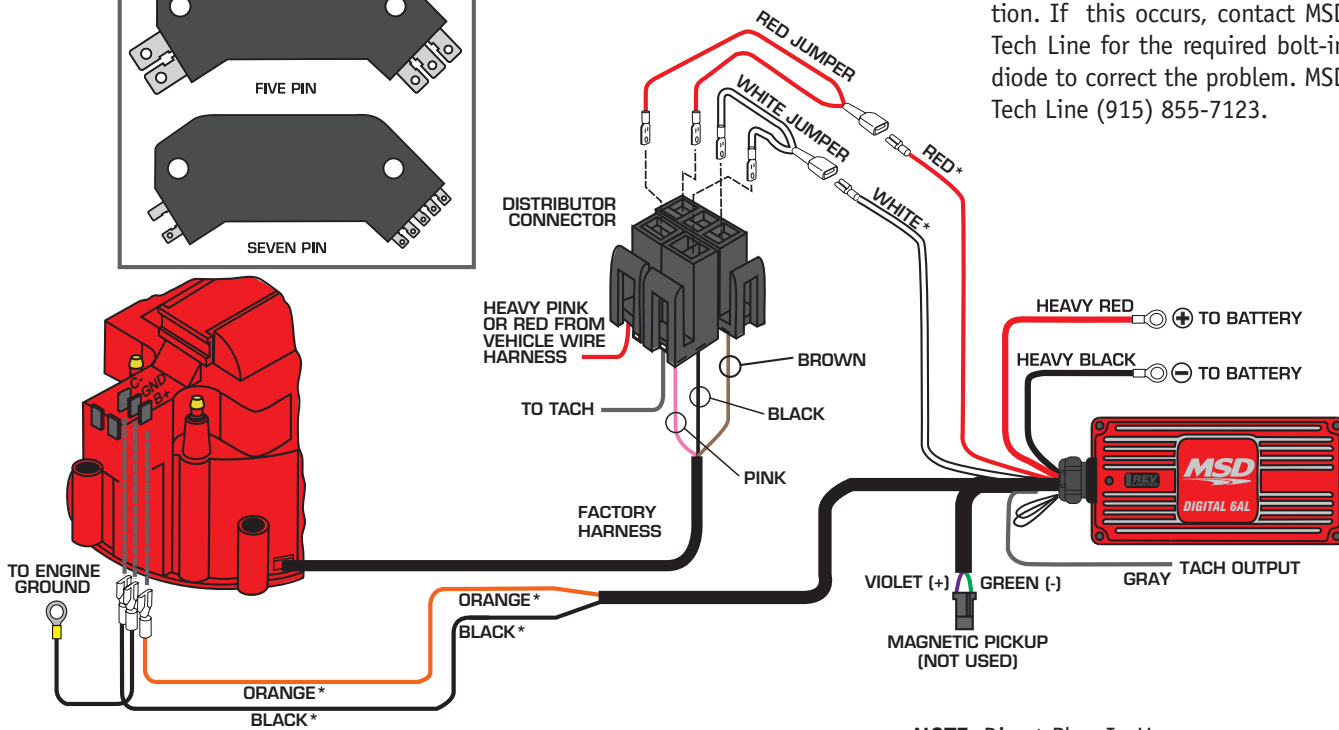 tion. If this occurs, contact MSD
Tech Line for the required bolt-in
diode to correct the problem. MSD
Tech Line (915) 855-7123.
FIVE PIN
SEVEN PIN
RED JUMPER
WHITE JUMPER
RED*
WHITE*
DISTRIBUTOR
CONNECTOR
HEAVY PINK
OR RED FROM
VEHICLE WIRE
HARNESS
TO TACH
BROWN
BLACK
PINK
FACTORY
HARNESS
HEAVY RED
+ TO BATTERY
HEAVY BLACK
- TO BATTERY
MSD
REV
LIMITER
DIGITAL 6AL
C-
GND
B+
TO ENGINE
GROUND
ORANGE*
BLACK*
ORANGE*
BLACK*
VIOLET (+)
GREEN (-)
MAGNETIC PICKUP
(NOT USED)
GRAY
TACH OUTPUT